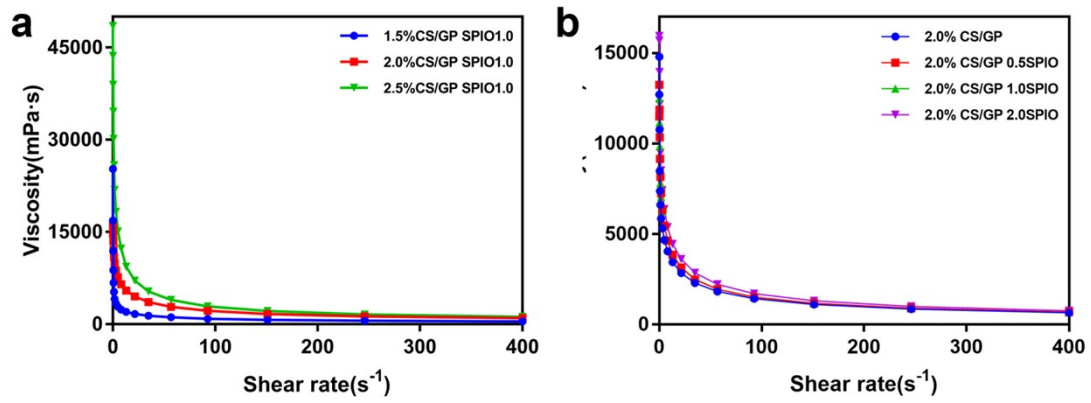 a
45000
30000
15000
0
Viscosity(mPa·s)
1.5%CS/GP SPIO1.0
2.0%CS/GP SPIO1.0
2.5%CS/GP SPIO1.0
0 100 200 300 400
Shear rate(s⁻¹)
b
15000
10000
5000
0
2.0% CS/GP
2.0% CS/GP 0.5SPIO
2.0% CS/GP 1.0SPIO
2.0% CS/GP 2.0SPIO
0 100 200 300 400
Shear rate(s⁻¹)